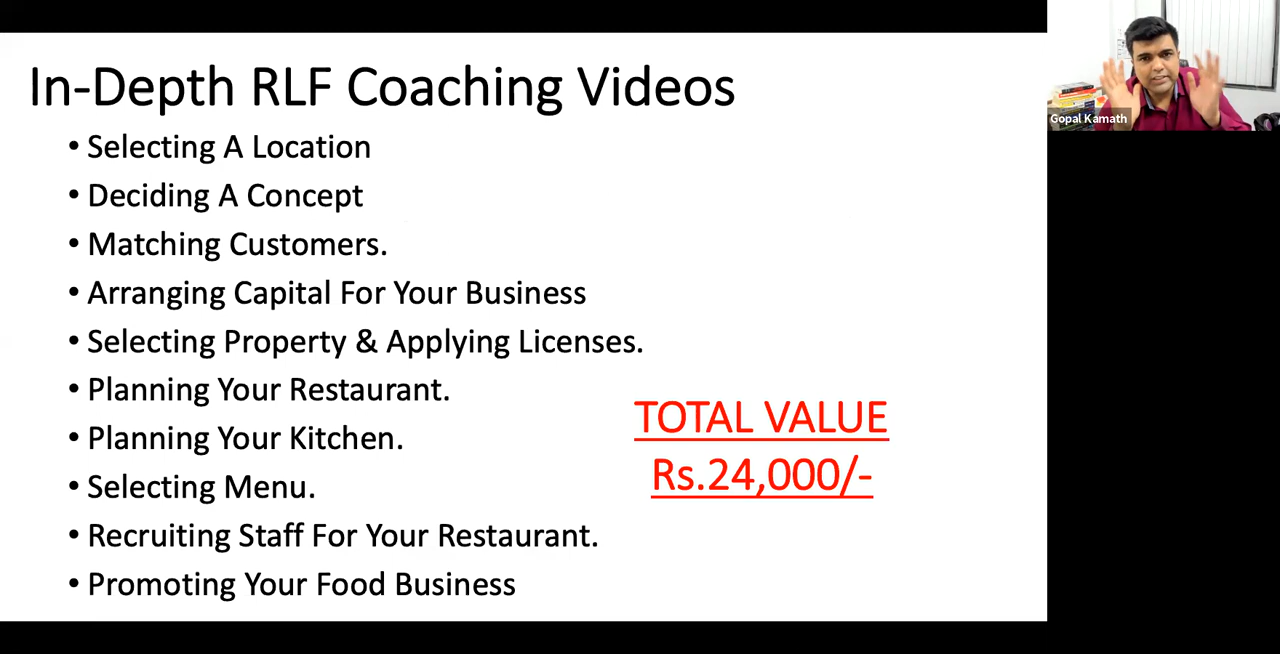 In-Depth RLF Coaching Videos
• Selecting A Location
• Deciding A Concept
• Matching Customers.
• Arranging Capital For Your Business
• Selecting Property & Applying Licenses.
• Planning Your Restaurant.
• Planning Your Kitchen.
• Selecting Menu.
• Recruiting Staff For Your Restaurant.
• Promoting Your Food Business
TOTAL VALUE
Rs.24,000/-
Gopal Kamath